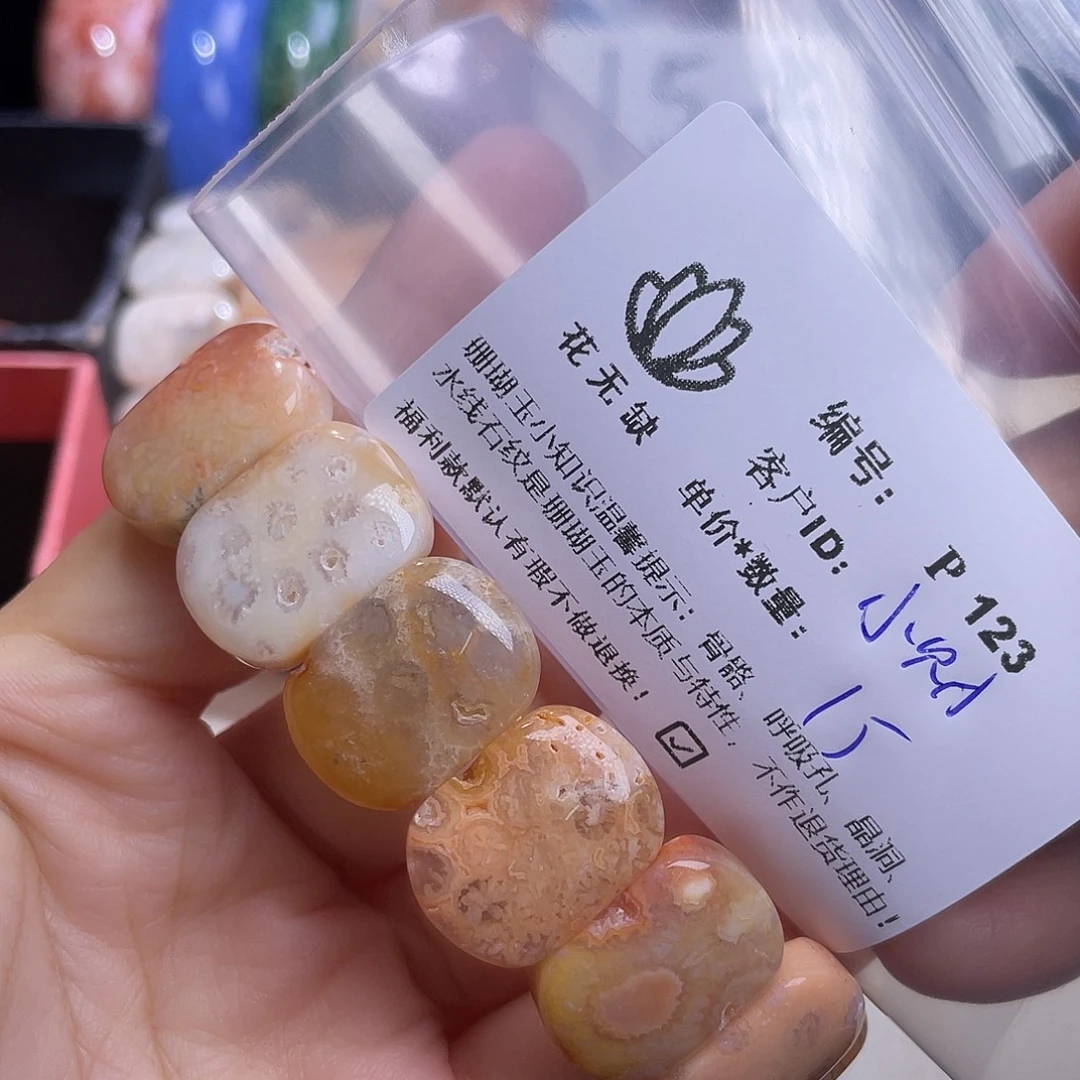 15
花无缺
编号: P 123
客户ID:
单价*数量: 15
珊瑚玉小知识温馨提示: 骨骼、呼吸孔、晶洞、
水线石纹是珊瑚玉的本质与特性, 不作退货理由!
福利款默认有瑕不做退换!